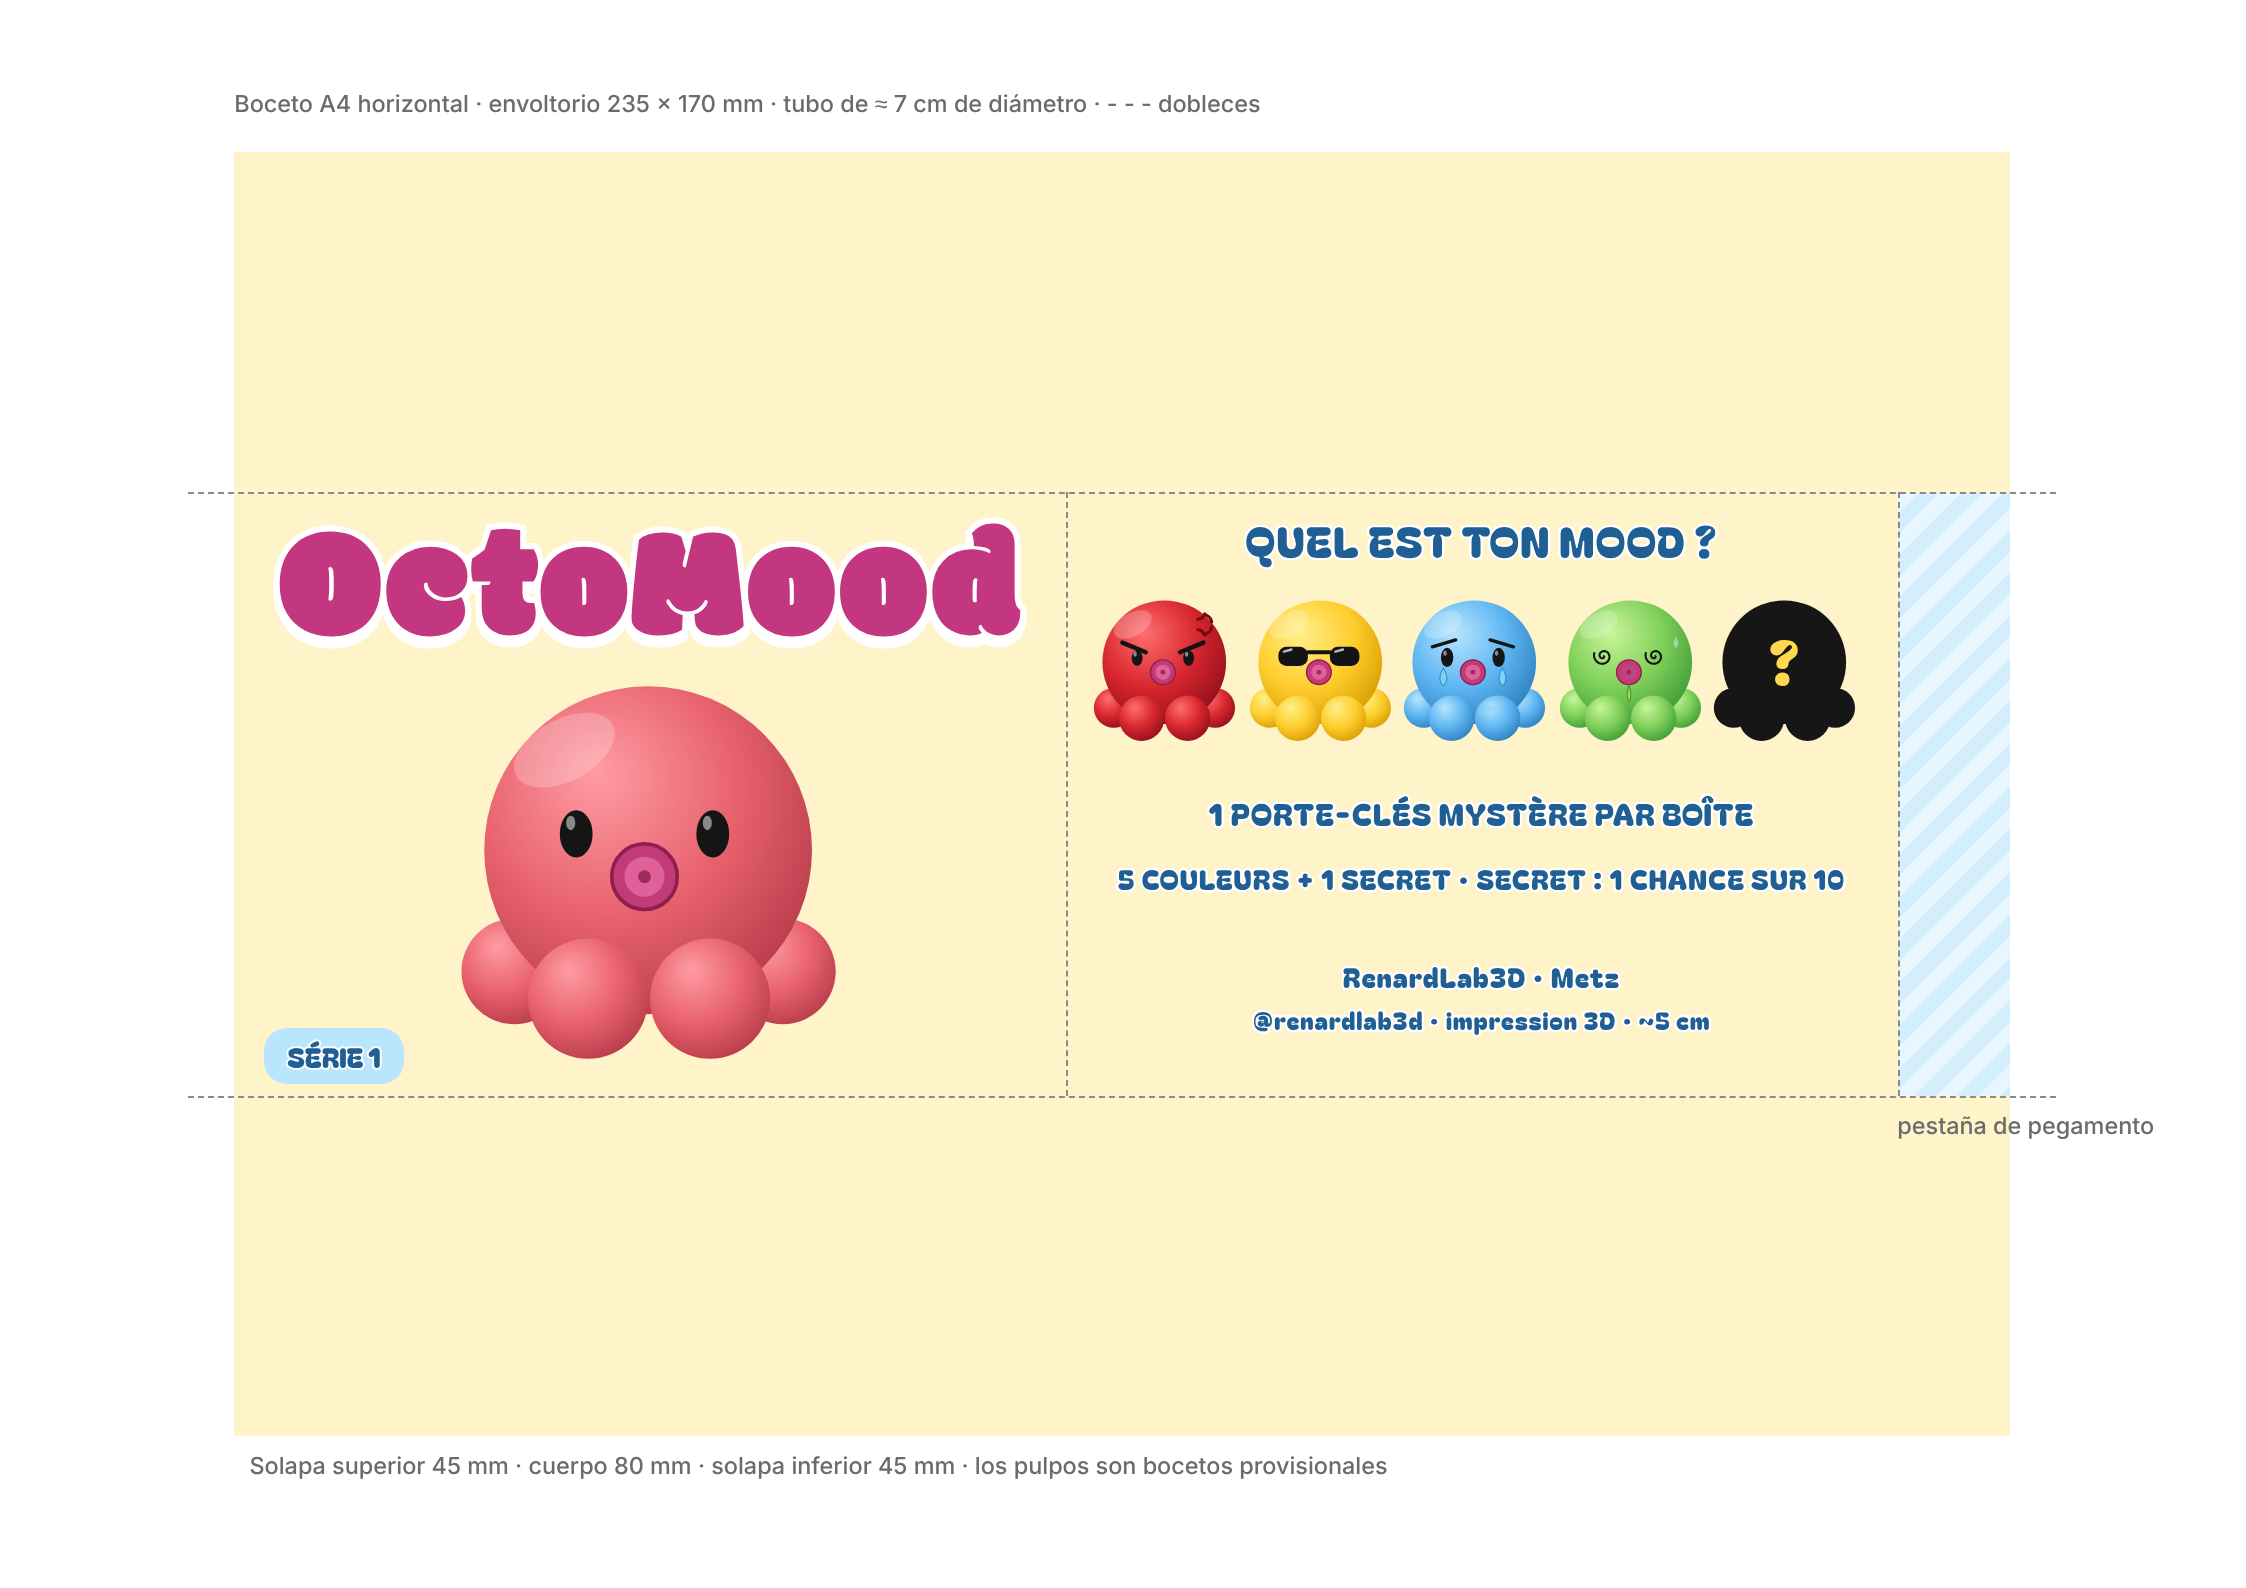 Boceto A4 horizontal · envoltorio 235 × 170 mm · tubo de ≈ 7 cm de diámetro · - - - dobleces
OctoMood
SÉRIE 1
QUEL EST TON MOOD ?
?
1 PORTE-CLÉS MYSTÈRE PAR BOÎTE
5 COULEURS + 1 SECRET · SECRET : 1 CHANCE SUR 10
RenardLab3D · Metz
@renardlab3d · impression 3D · ~5 cm
pestaña de pegamento
Solapa superior 45 mm · cuerpo 80 mm · solapa inferior 45 mm · los pulpos son bocetos provisionales